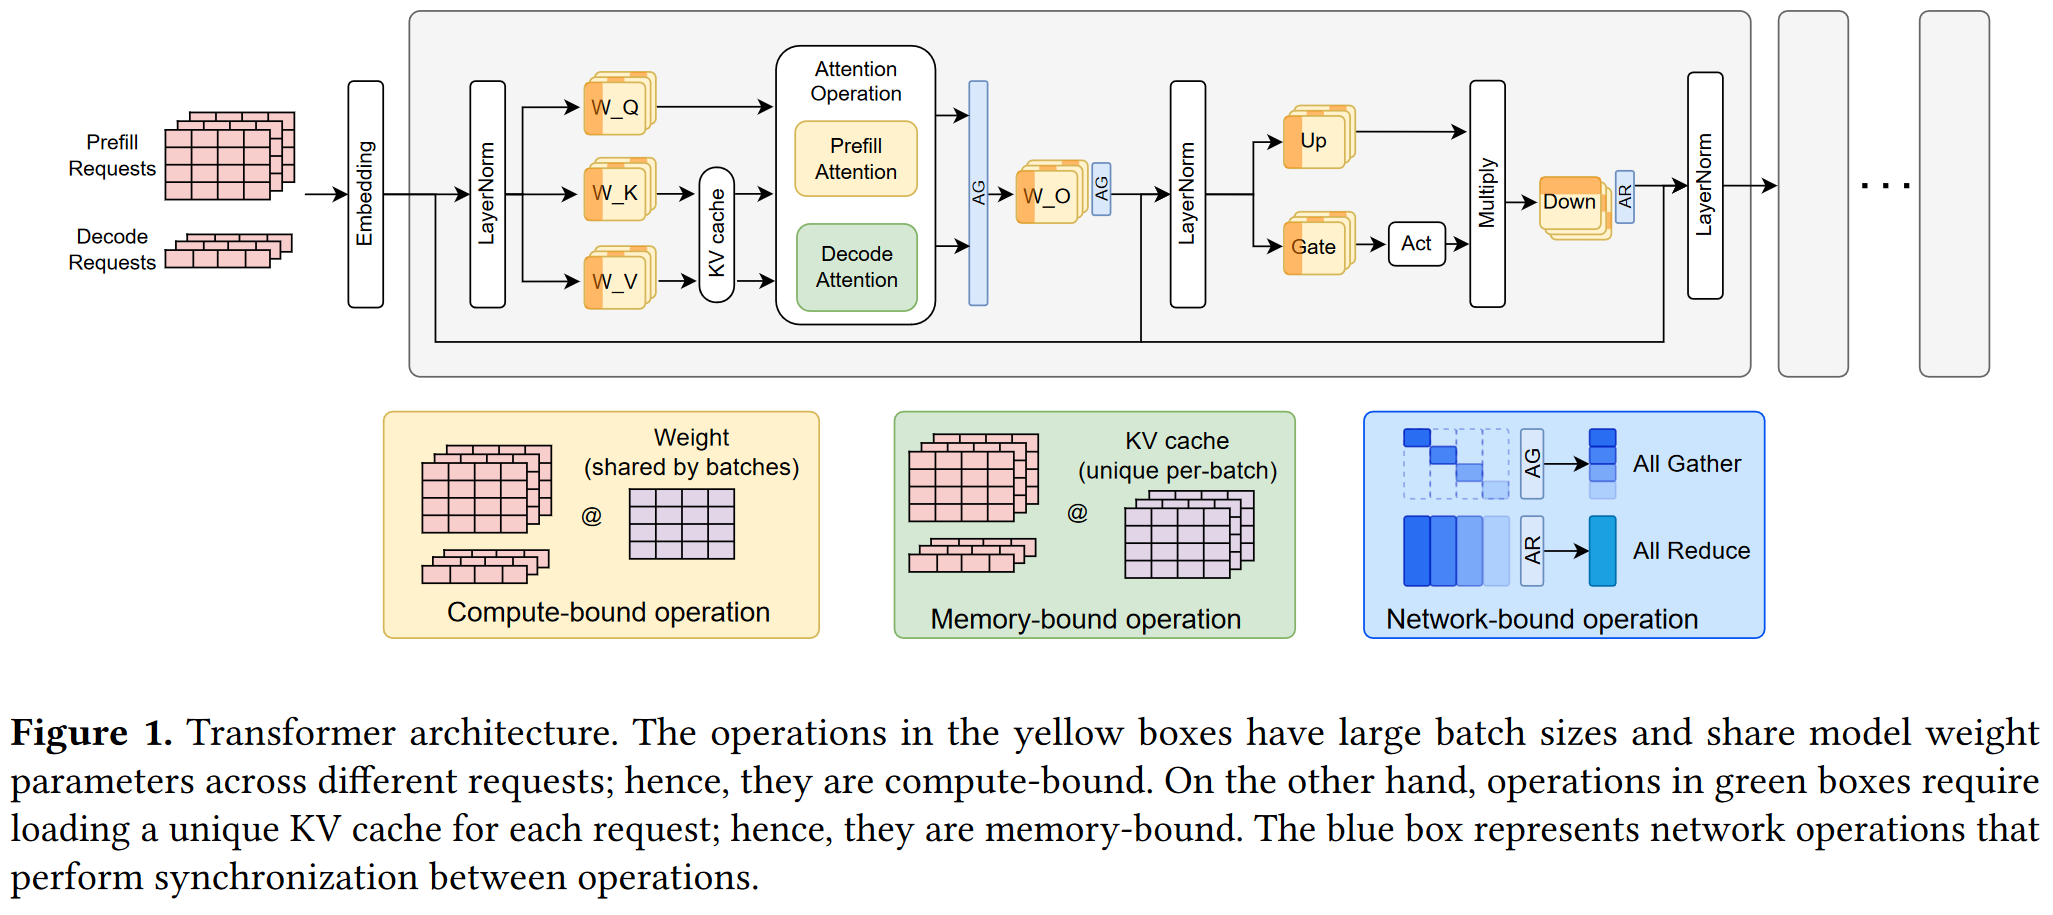 Prefill
Requests
Decode
Requests
Embedding
LayerNorm
W_Q
W_K
W_V
KV cache
Attention
Operation
Prefill
Attention
Decode
Attention
AG
W_O
AG
LayerNorm
Up
Gate
Act
Multiply
Down
AR
LayerNorm
...
Weight
(shared by batches)
@
Compute-bound operation
KV cache
(unique per-batch)
@
Memory-bound operation
AG
All Gather
AR
All Reduce
Network-bound operation
Figure 1. Transformer architecture. The operations in the yellow boxes have large batch sizes and share model weight
parameters across different requests; hence, they are compute-bound. On the other hand, operations in green boxes require
loading a unique KV cache for each request; hence, they are memory-bound. The blue box represents network operations that
perform synchronization between operations.